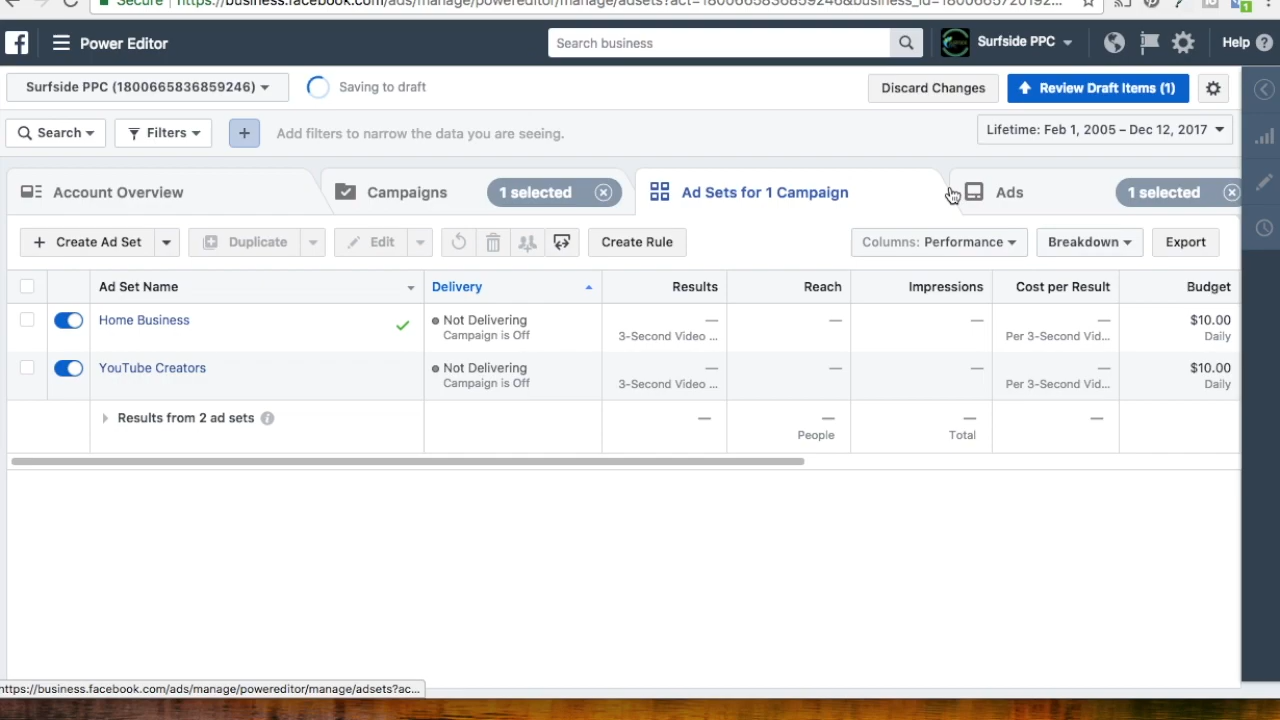 Secure https://business.facebook.com/ads/manage/powereditor/manage/adsets?act=1800665836859246&business_id=1800665720192...
Power Editor
Search business
Surfside PPC
Help
Surfside PPC (1800665836859246)
Saving to draft
Discard Changes
Review Draft Items (1)
Search
Filters
+
Add filters to narrow the data you are seeing.
Lifetime: Feb 1, 2005 – Dec 12, 2017
Account Overview
Campaigns
1 selected
Ad Sets for 1 Campaign
Ads
1 selected
+ Create Ad Set
Duplicate
Edit
Create Rule
Columns: Performance
Breakdown
Export
Ad Set Name
Delivery
Results
Reach
Impressions
Cost per Result
Budget
Home Business
Not Delivering
Campaign is Off
—
3-Second Video ...
—
—
—
Per 3-Second Vid...
$10.00
Daily
YouTube Creators
Not Delivering
Campaign is Off
—
3-Second Video ...
—
—
—
Per 3-Second Vid...
$10.00
Daily
Results from 2 ad sets
—
—
People
—
Total
—
https://business.facebook.com/ads/manage/powereditor/manage/adsets?ac...